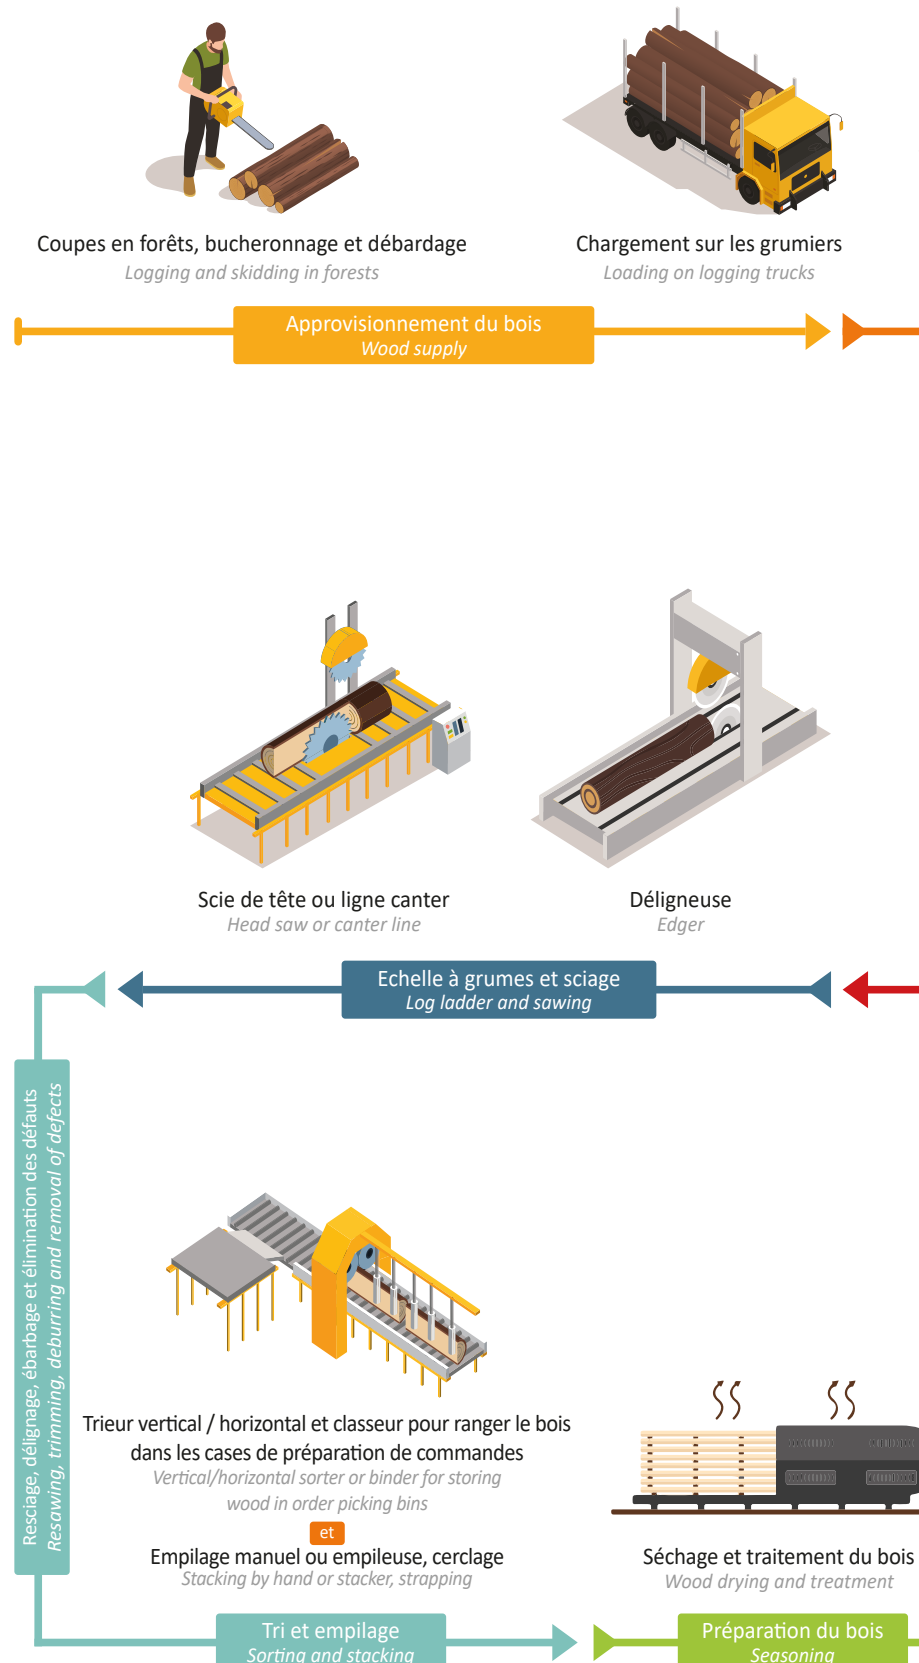 Coupes en forêts, bucheronnage et débardage
Logging and skidding in forests
Chargement sur les grumiers
Loading on logging trucks
Approvisionnement du bois
Wood supply
Scie de tête ou ligne canter
Head saw or canter line
Déligneuse
Edger
Echelle à grumes et sciage
Log ladder and sawing
Resciage, délignage, ébarbage et élimination des défauts
Resawing, trimming, deburring and removal of defects
Trieur vertical / horizontal et classeur pour ranger le bois
dans les cases de préparation de commandes
Vertical/horizontal sorter or binder for storing
wood in order picking bins
et
Empilage manuel ou empileuse, cerclage
Stacking by hand or stacker, strapping
Séchage et traitement du bois
Wood drying and treatment
Tri et empilage
Sorting and stacking
Préparation du bois
Seasoning